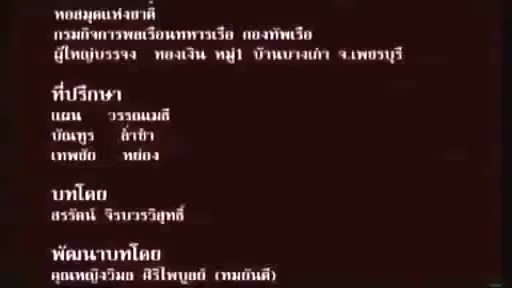 หอสมุดแห่งชาติ
กรมกิจการพลเรือนทหารเรือ กองทัพเรือ
ผู้ใหญ่บรรจง ทองเงิน หมู่1 บ้านบางเก่า จ.เพชรบุรี
ที่ปรึกษา
แผน วรรณเมธี
บัณฑูร ล่ำซำ
เทพชัย หย่อง
บทโดย
สรรัตน์ จิรบวรวิสุทธิ์
พัฒนาบทโดย
คุณหญิงวิมล ศิริไพบูลย์ (ทมยันตี)